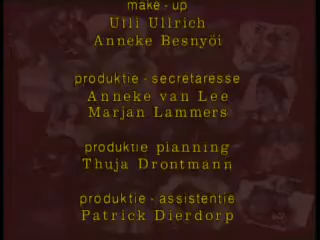 make-up
Ulli Ullrich
Anneke Besnyöi
produktie-secretaresse
Anneke van Lee
Marjan Lammers
produktie planning
Thuja Drontmann
produktie-assistentie
Patrick Dierdorp